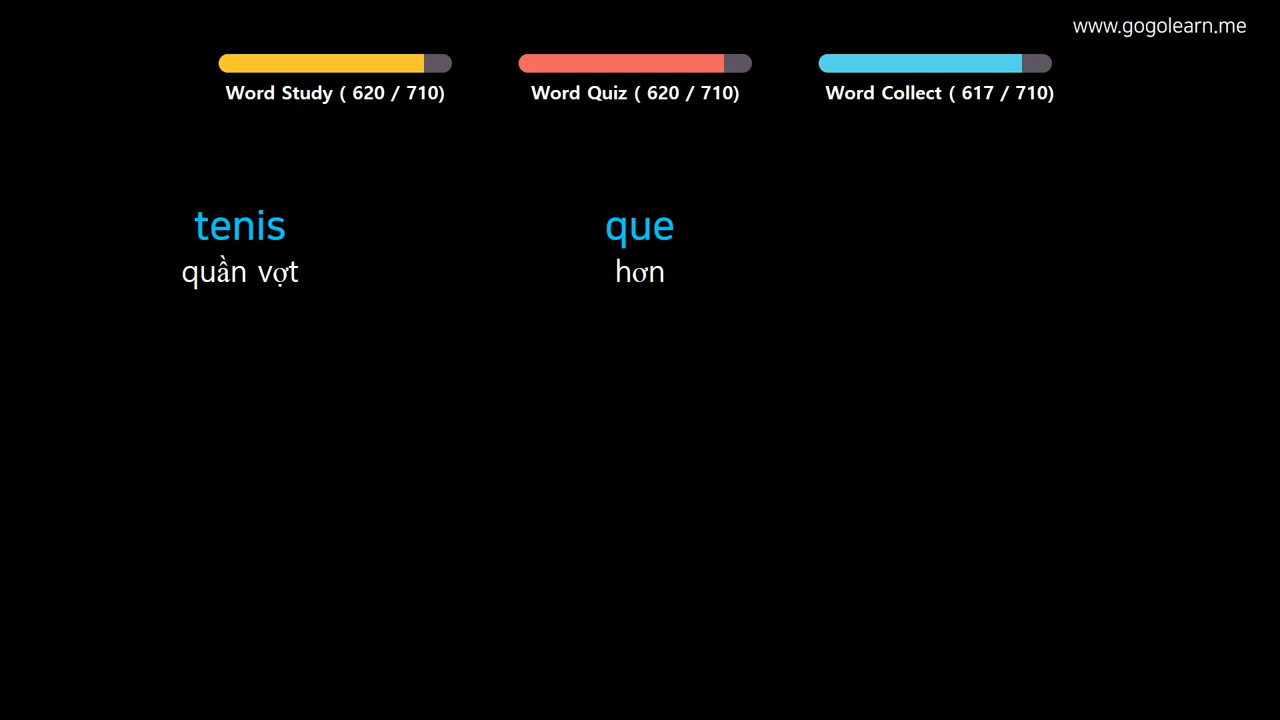 www.gogolearn.me
Word Study ( 620 / 710)
Word Quiz ( 620 / 710)
Word Collect ( 617 / 710)
tenis
quần vợt
que
hơn